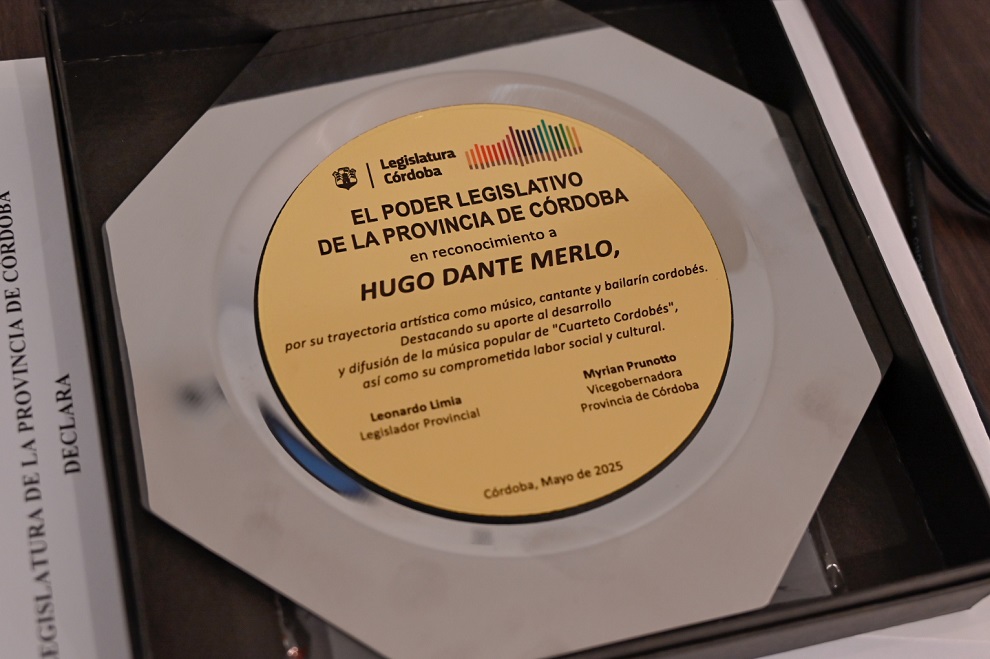 Legislatura
Córdoba
EL PODER LEGISLATIVO
DE LA PROVINCIA DE CÓRDOBA
en reconocimiento a
HUGO DANTE MERLO,
por su trayectoria artística como músico, cantante y bailarín cordobés.
Destacando su aporte al desarrollo
y difusión de la música popular de "Cuarteto Cordobés",
así como su comprometida labor social y cultural.
Leonardo Limia
Legislador Provincial
Myrian Prunotto
Vicegobernadora
Provincia de Córdoba
Córdoba, Mayo de 2025
EGISLATURA DE LA PROVINCIA DE CÓRDOBA
DECLARA